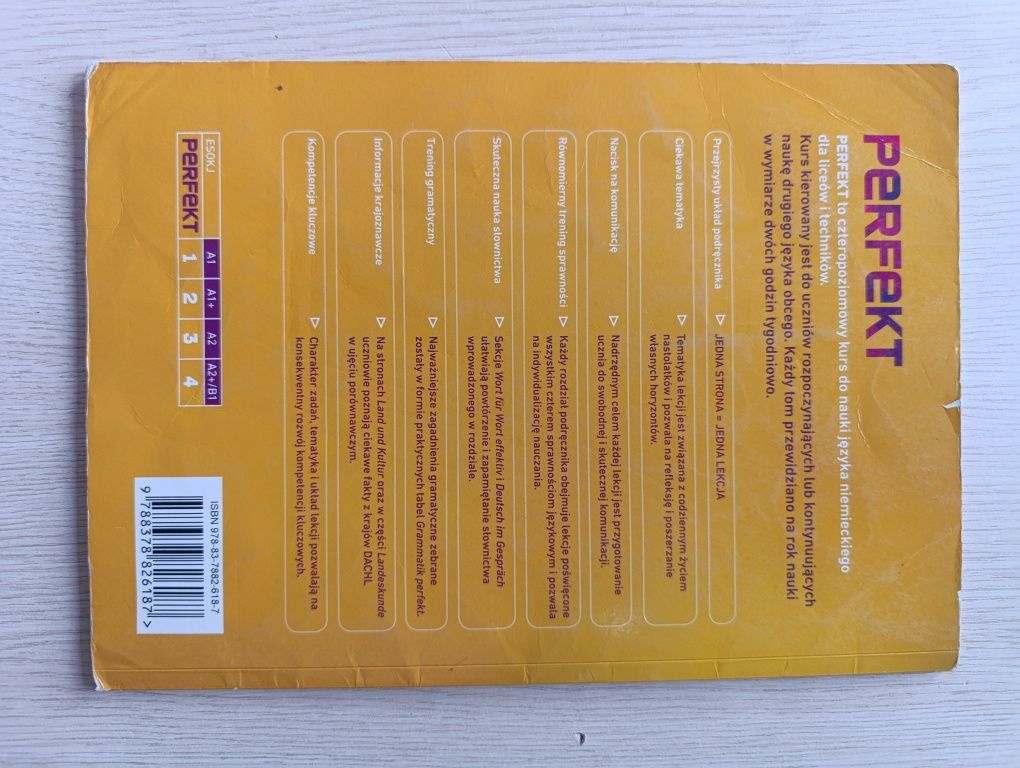 PERFEKT
PERFEKT to czteropoziomowy kurs do nauki języka niemieckiego
dla liceów i techników.
Kurs kierowany jest do uczniów rozpoczynających lub kontynuujących
naukę drugiego języka obcego. Każdy tom przewidziano na rok nauki
w wymiarze dwóch godzin tygodniowo.
Przejrzysty układ podręcznika ▷ JEDNA STRONA = JEDNA LEKCJA
Ciekawa tematyka ▷ Tematyka lekcji jest związana z codziennym życiem
nastolatków i pozwala na refleksję i poszerzanie
własnych horyzontów.
Nacisk na komunikację ▷ Nadrzędnym celem każdej lekcji jest przygotowanie
ucznia do swobodnej i skutecznej komunikacji.
Równomierny trening sprawności ▷ Każdy rozdział podręcznika obejmuje lekcje poświęcone
wszystkim czterem sprawnościom językowym i pozwala
na indywidualizację nauczania.
Skuteczna nauka słownictwa ▷ Sekcje Wort für Wort effektiv i Deutsch im Gespräch
ułatwiają powtórzenie i zapamiętanie słownictwa
wprowadzonego w rozdziale.
Trening gramatyczny ▷ Najważniejsze zagadnienia gramatyczne zebrane
zostały w formie praktycznych tabel Grammatik perfekt.
Informacje krajoznawcze ▷ Na stronach Land und Kultur oraz w części Landeskunde
uczniowie poznają ciekawe fakty z krajów DACHL
w ujęciu porównawczym.
Kompetencje kluczowe ▷ Charakter zadań, tematyka i układ lekcji pozwalają na
konsekwentny rozwój kompetencji kluczowych.
ESOKJ A1 A1+ A2 A2+/B1
PERFEKT 1 2 3 4
ISBN 978-83-7882-618-7
9 788378 826187 >